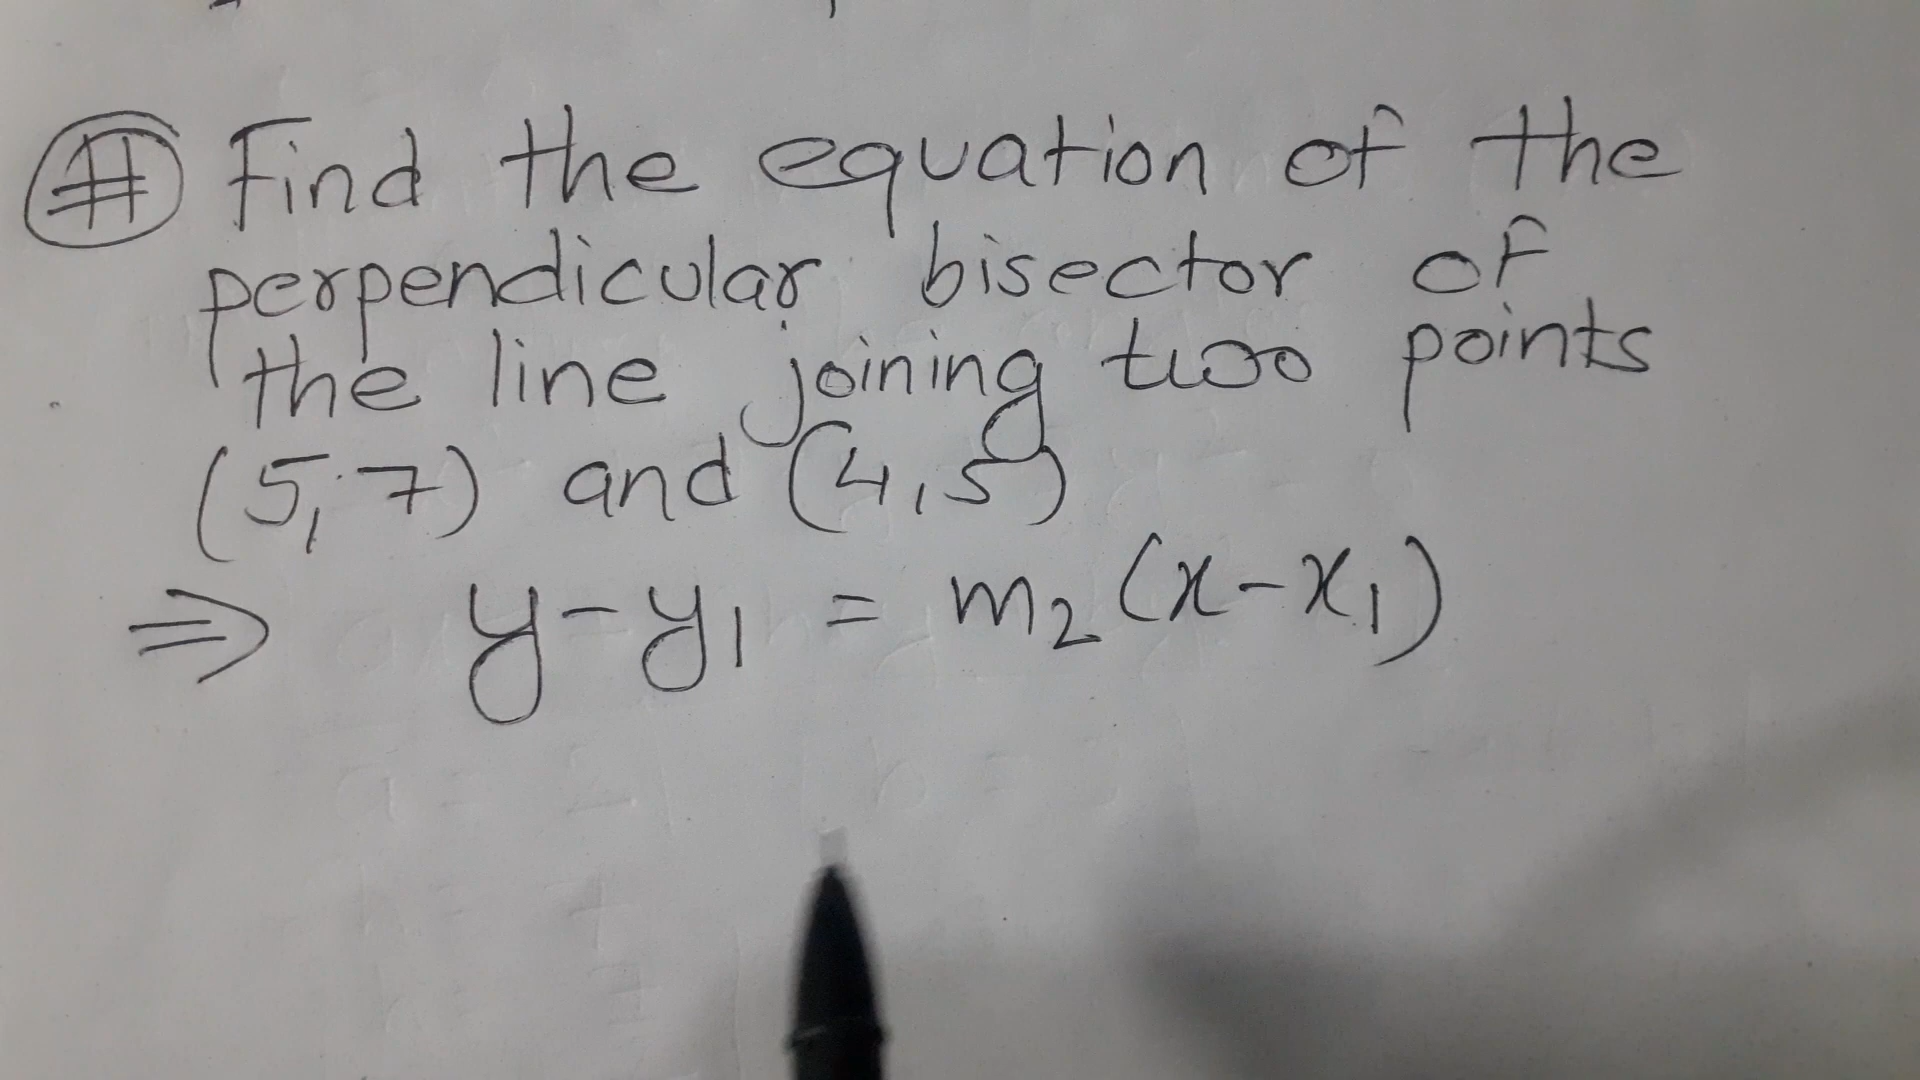 # Find the equation of the
perpendicular bisector of
the line joining two points
(5,7) and (4,5)
⇒ y-y₁ = m₂(x-x₁)